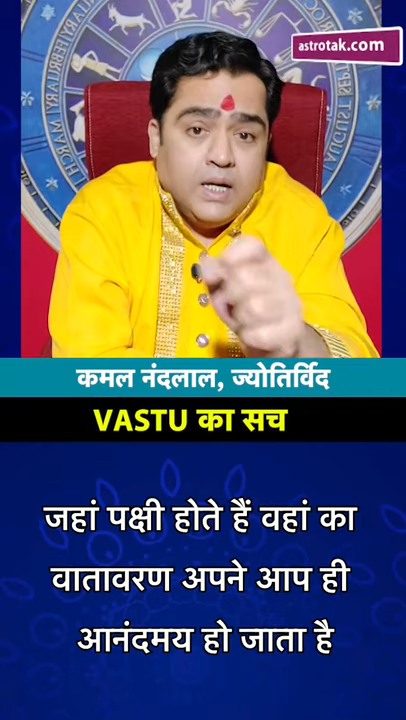 astrotak.com
कमल नंदलाल, ज्योतिर्विद
VASTU का सच
जहां पक्षी होते हैं वहां का
वातावरण अपने आप ही
आनंदमय हो जाता है